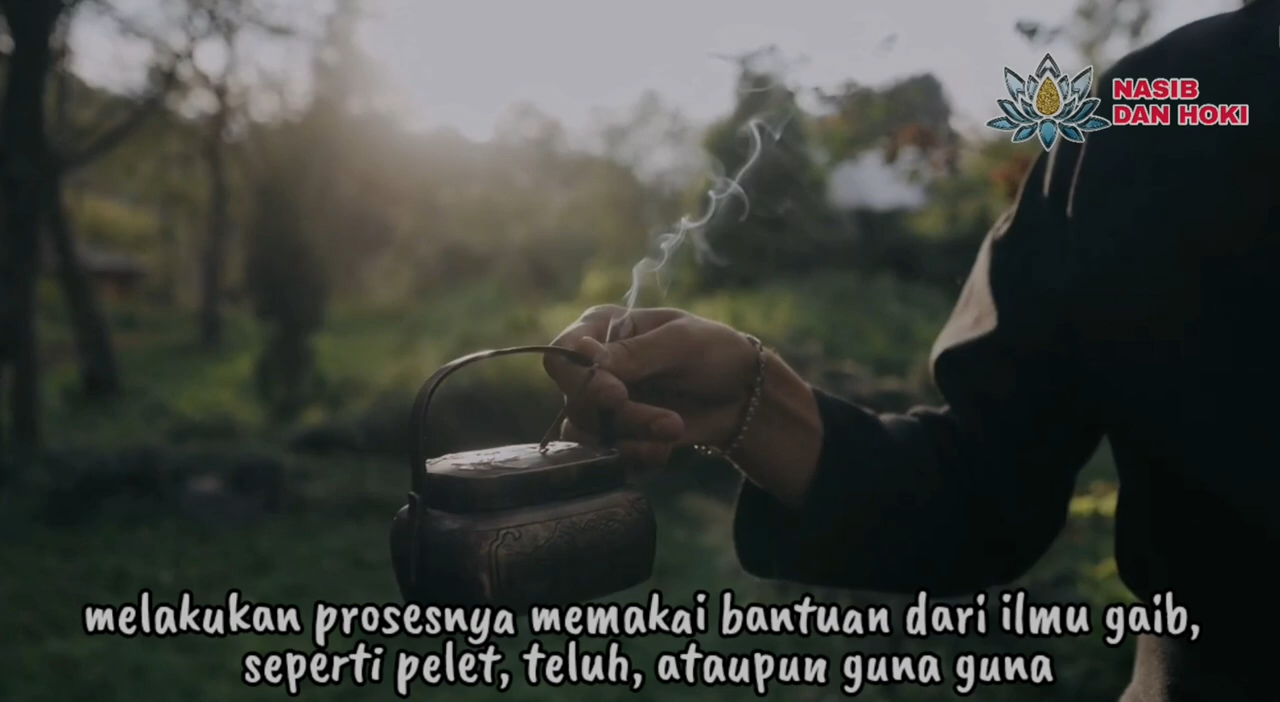 NASIB
DAN HOKI
melakukan prosesnya memakai bantuan dari ilmu gaib,
seperti pelet, teluh, ataupun guna guna